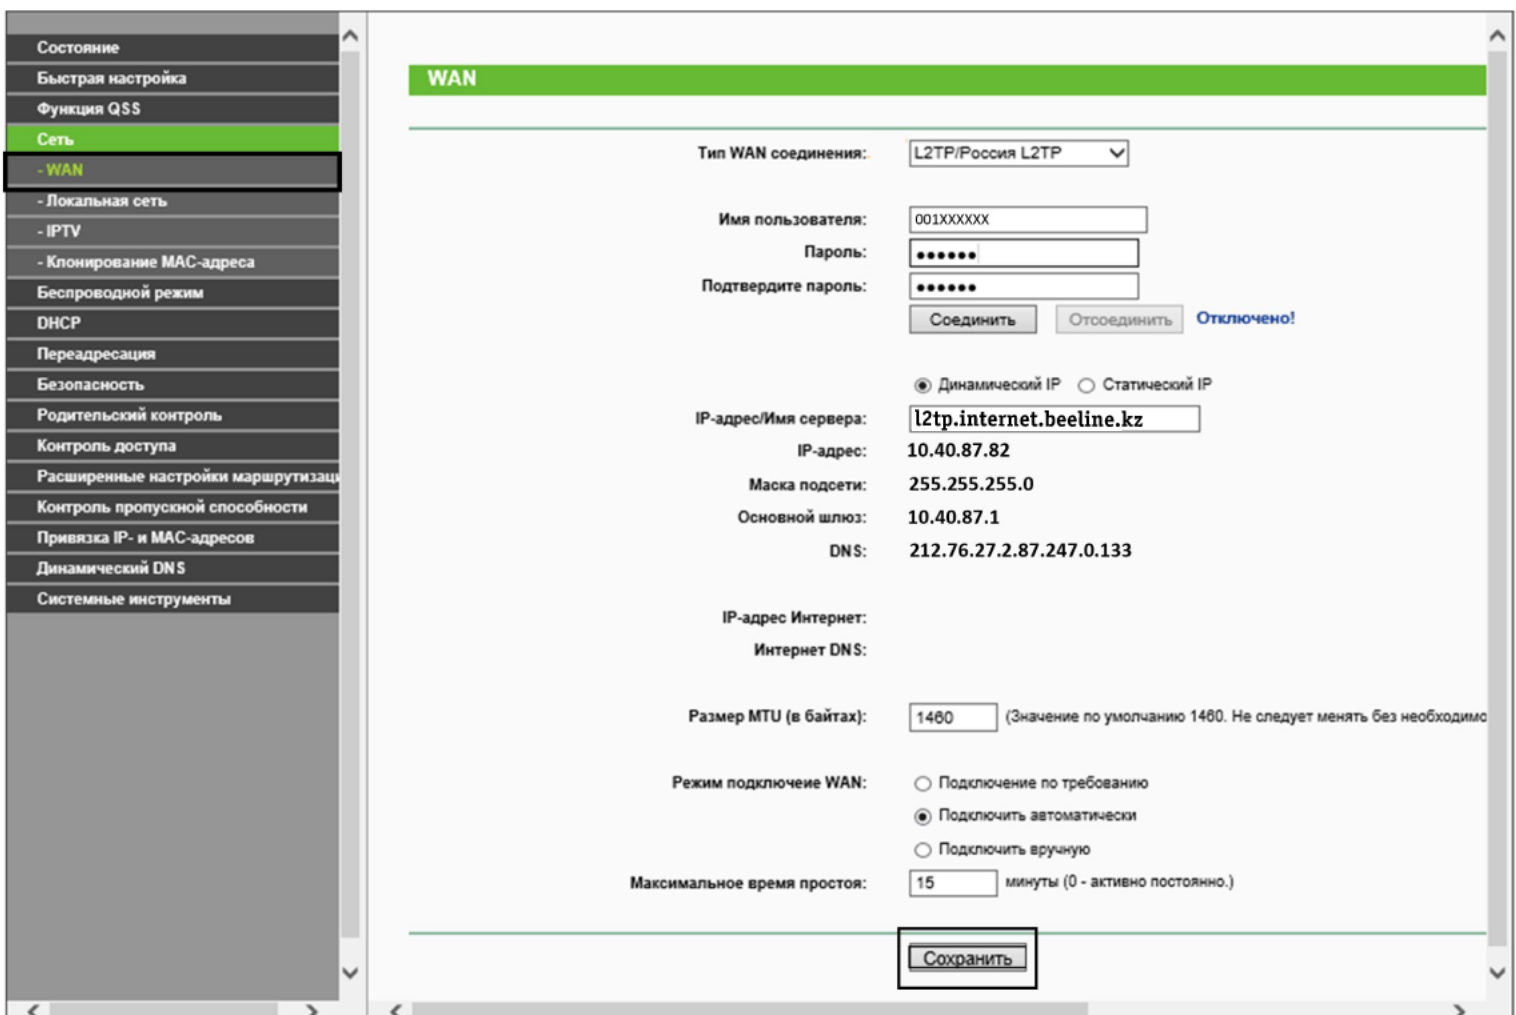 Состояние
Быстрая настройка
Функция QSS
Сеть
- WAN
- Локальная сеть
- IPTV
- Клонирование MAC-адреса
Беспроводной режим
DHCP
Переадресация
Безопасность
Родительский контроль
Контроль доступа
Расширенные настройки маршрутизаци
Контроль пропускной способности
Привязка IP- и MAC-адресов
Динамический DNS
Системные инструменты
WAN
Тип WAN соединения: L2TP/Россия L2TP
Имя пользователя: 001XXXXXX
Пароль: ●●●●●●
Подтвердите пароль: ●●●●●●
Соединить Отсоединить Отключено!
Динамический IP Статический IP
IP-адрес/Имя сервера: l2tp.internet.beeline.kz
IP-адрес: 10.40.87.82
Маска подсети: 255.255.255.0
Основной шлюз: 10.40.87.1
DNS: 212.76.27.2.87.247.0.133
IP-адрес Интернет:
Интернет DNS:
Размер MTU (в байтах): 1460 (Значение по умолчанию 1460. Не следует менять без необходимо
Режим подключеие WAN: Подключение по требованию
Подключить автоматически
Подключить вручную
Максимальное время простоя: 15 минуты (0 - активно постоянно.)
Сохранить